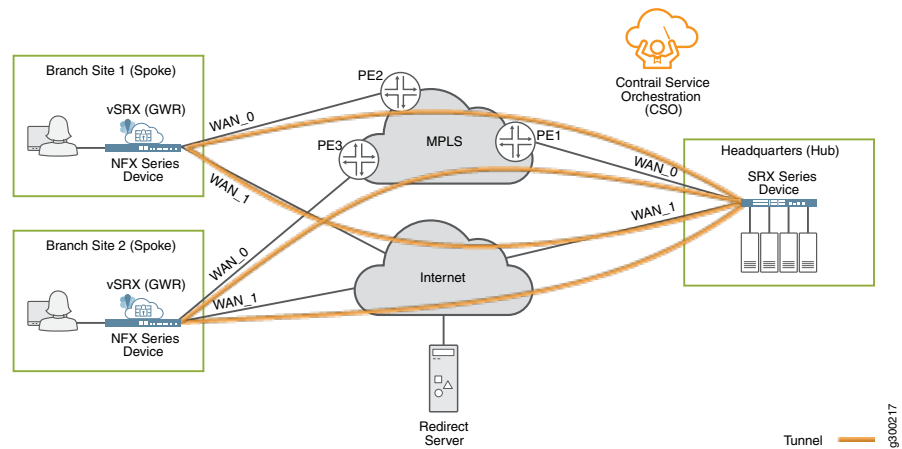 Branch Site 1 (Spoke)
vSRX (GWR)
NFX Series
Device
WAN_0
WAN_1
PE2
PE3
MPLS
PE1
Contrail Service
Orchestration
(CSO)
Headquarters (Hub)
SRX Series
Device
WAN_0
WAN_1
Branch Site 2 (Spoke)
vSRX (GWR)
NFX Series
Device
WAN_0
WAN_1
Internet
Redirect
Server
Tunnel
g300217